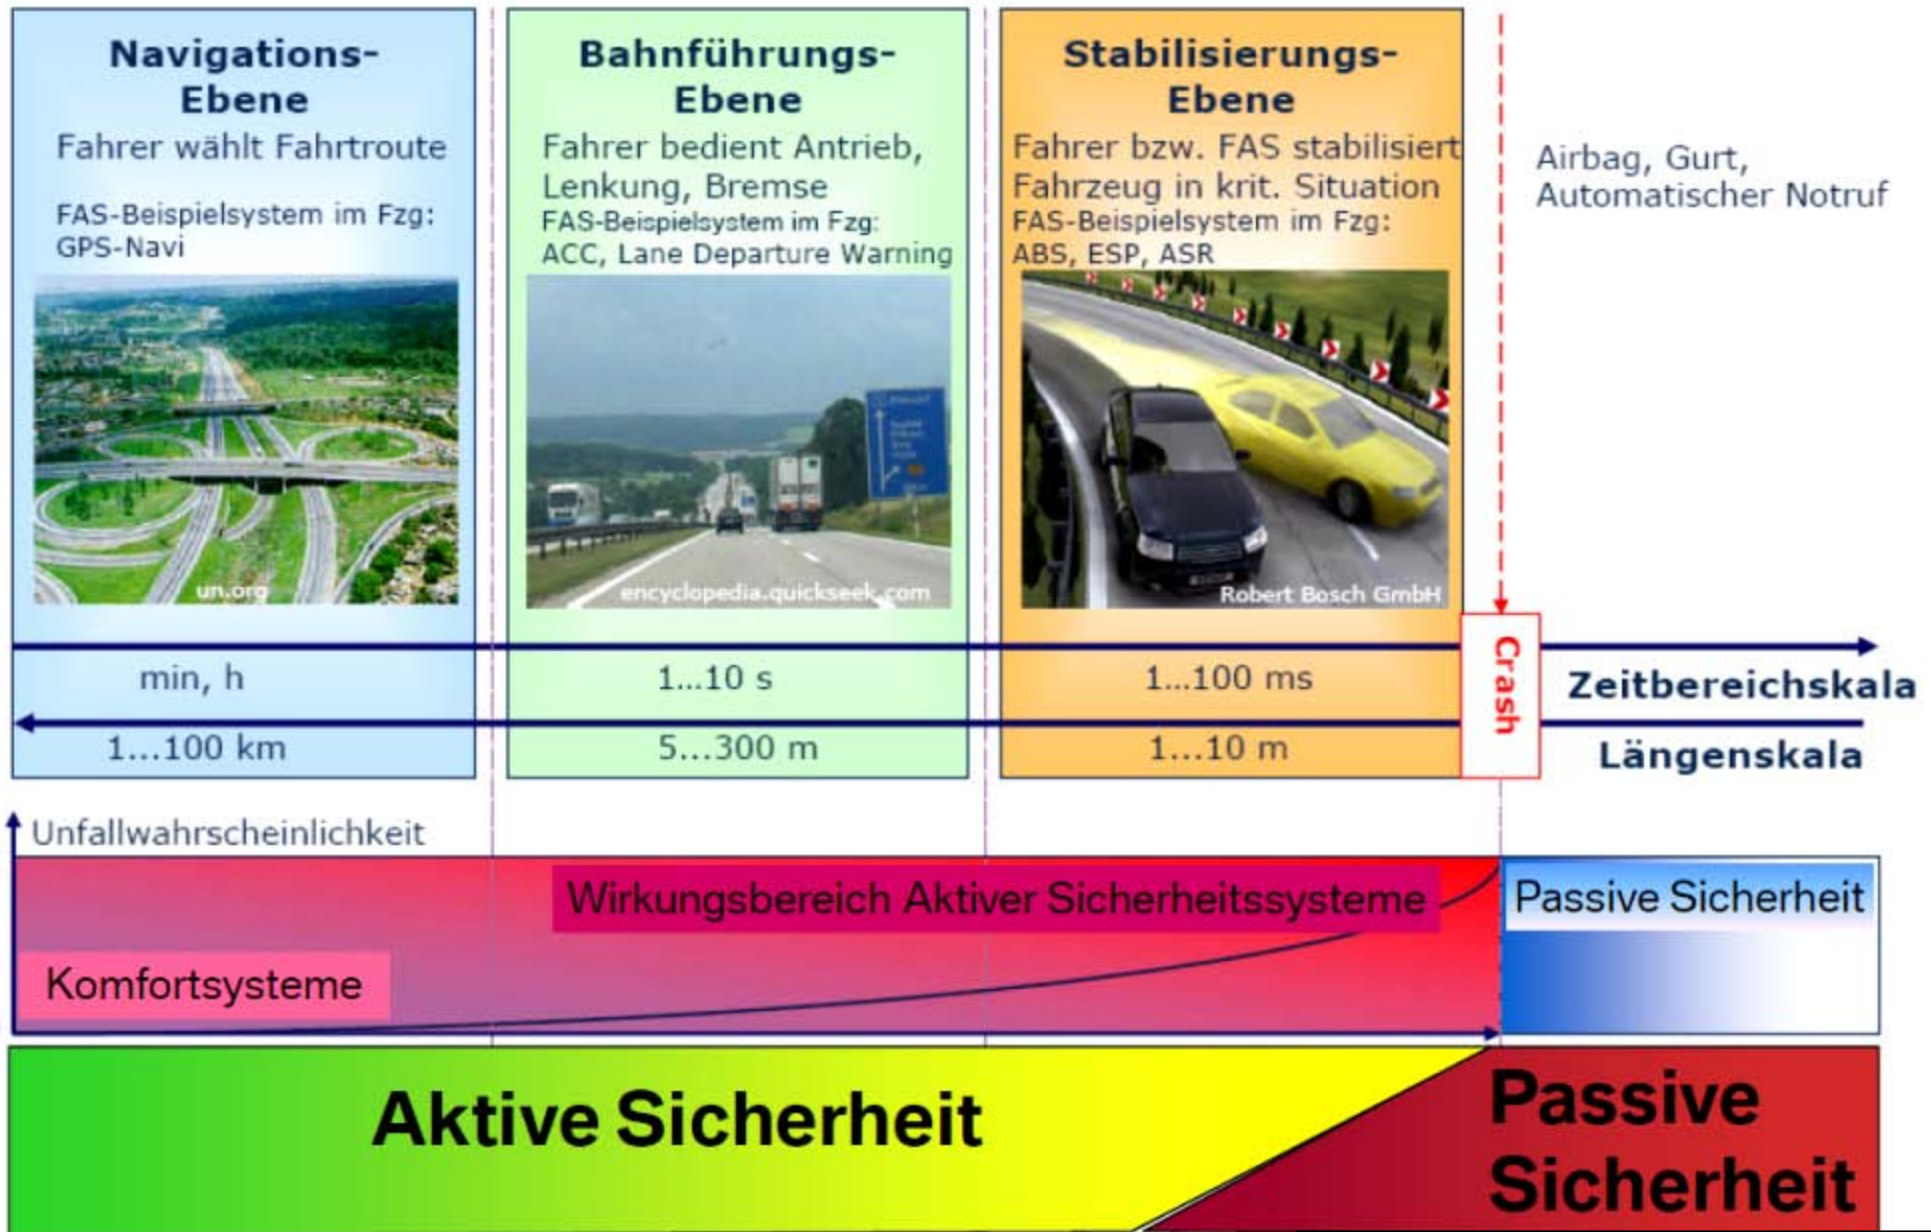 Navigations-
Ebene
Fahrer wählt Fahrtroute
FAS-Beispielsystem im Fzg:
GPS-Navi
un.org
Bahnführungs-
Ebene
Fahrer bedient Antrieb,
Lenkung, Bremse
FAS-Beispielsystem im Fzg:
ACC, Lane Departure Warning
encyclopedia.quickseek.com
Stabilisierungs-
Ebene
Fahrer bzw. FAS stabilisiert
Fahrzeug in krit. Situation
FAS-Beispielsystem im Fzg:
ABS, ESP, ASR
Robert Bosch GmbH
Airbag, Gurt,
Automatischer Notruf
Crash
min, h
1...10 s
1...100 ms
Zeitbereichskala
1...100 km
5...300 m
1...10 m
Längenskala
Unfallwahrscheinlichkeit
Wirkungsbereich Aktiver Sicherheitssysteme
Passive Sicherheit
Komfortsysteme
Aktive Sicherheit
Passive
Sicherheit